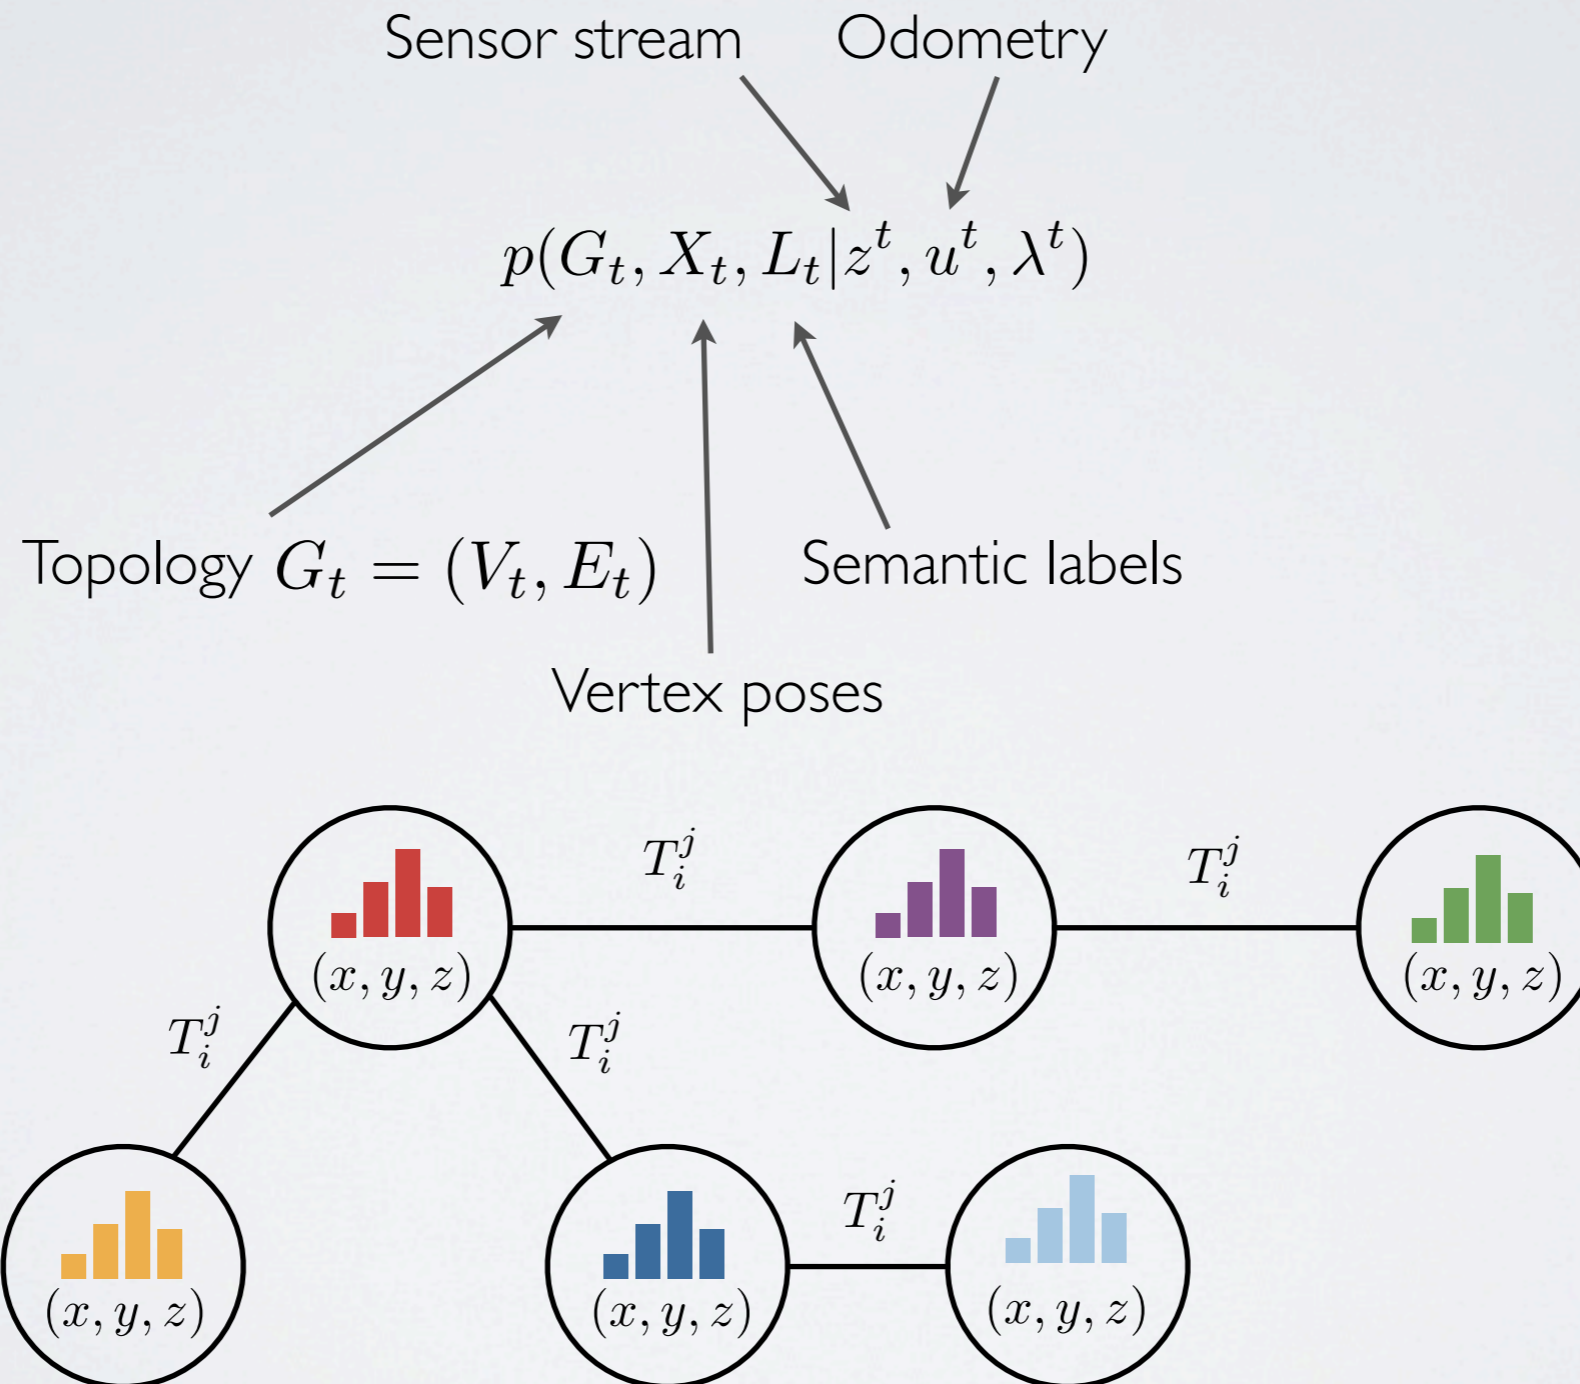 Sensor stream
Odometry
p(G_t, X_t, L_t|z^t, u^t, λ^t)
Topology G_t = (V_t, E_t)
Semantic labels
Vertex poses
T_i^j
T_i^j
(x, y, z)
(x, y, z)
(x, y, z)
T_i^j
T_i^j
T_i^j
(x, y, z)
(x, y, z)
(x, y, z)